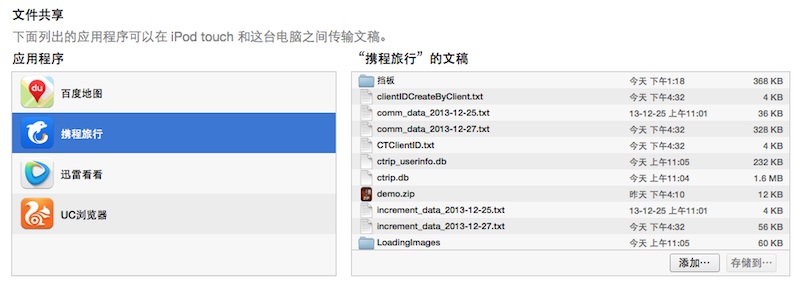 文件共享
下面列出的应用程序可以在 iPod touch 和这台电脑之间传输文稿。
应用程序
百度地图
携程旅行
迅雷看看
UC浏览器
“携程旅行”的文稿
挡板 今天 下午1:18 368 KB
clientIDCreateByClient.txt 今天 下午4:32 4 KB
comm_data_2013-12-25.txt 13-12-25 上午11:01 36 KB
comm_data_2013-12-27.txt 今天 下午4:32 328 KB
CTClientID.txt 今天 下午4:32 4 KB
ctrip_userinfo.db 今天 上午11:05 232 KB
ctrip.db 今天 上午11:04 1.6 MB
demo.zip 昨天 下午4:10 12 KB
increment_data_2013-12-25.txt 13-12-25 上午11:01 4 KB
increment_data_2013-12-27.txt 今天 下午4:32 56 KB
LoadingImages 今天 上午11:05 60 KB
添加… 存储到…